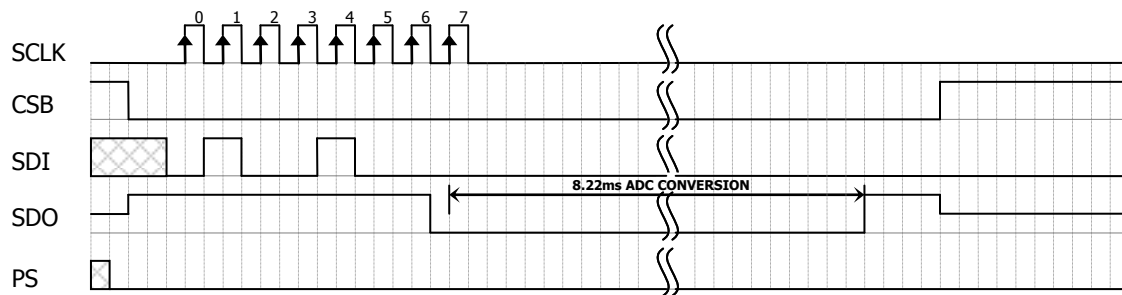 0 1 2 3 4 5 6 7
SCLK
CSB
SDI
8.22ms ADC CONVERSION
SDO
PS